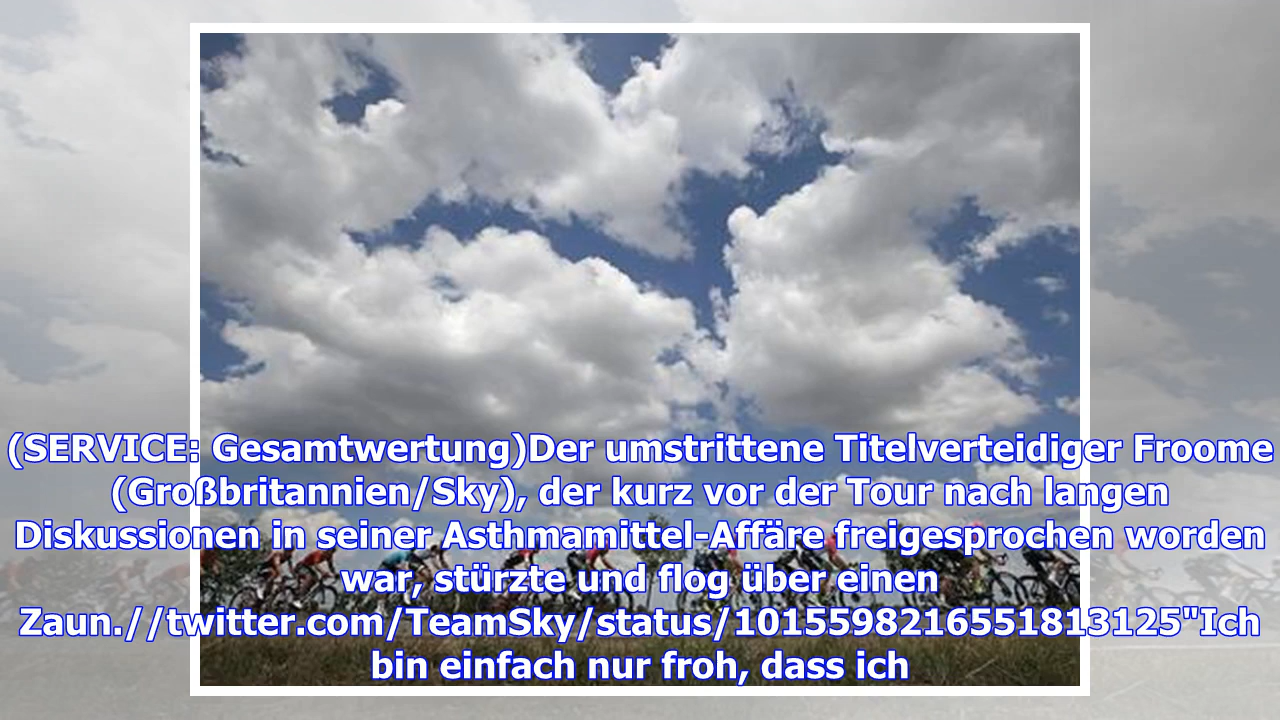 (SERVICE: Gesamtwertung)Der umstrittene Titelverteidiger Froome
(Großbritannien/Sky), der kurz vor der Tour nach langen
Diskussionen in seiner Asthmamittel-Affäre freigesprochen worden
war, stürzte und flog über einen
Zaun.//twitter.com/TeamSky/status/1015598216551813125"Ich
bin einfach nur froh, dass ich